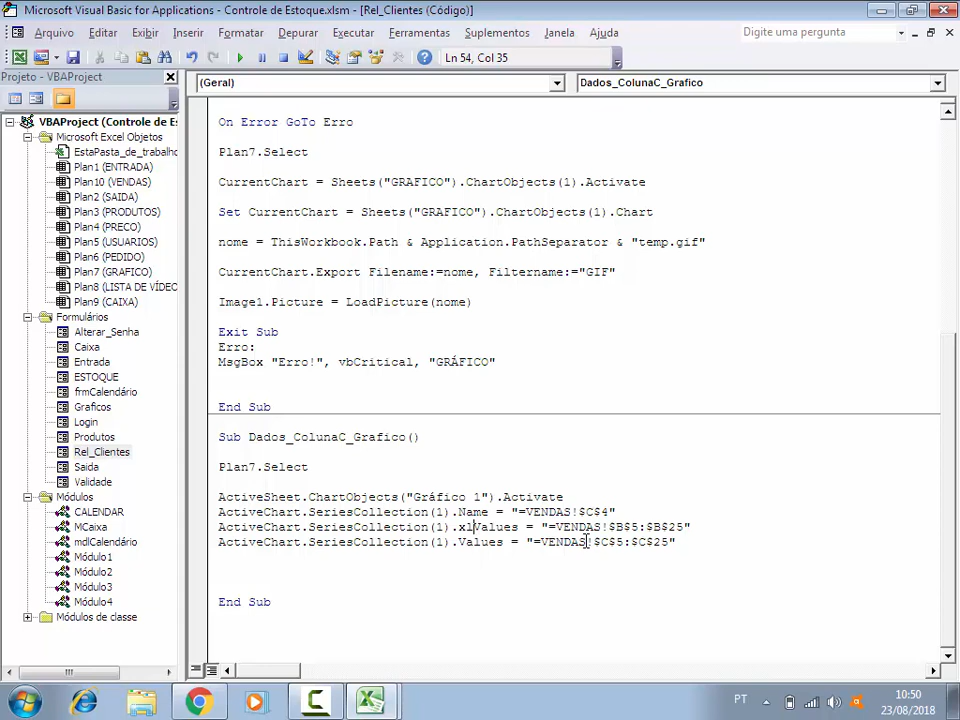 Microsoft Visual Basic for Applications - Controle de Estoque.xlsm - [Rel_Clientes (Código)]
Arquivo Editar Exibir Inserir Formatar Depurar Executar Ferramentas Suplementos Janela Ajuda Digite uma pergunta
Ln 54, Col 35
Projeto - VBAProject
(Geral) Dados_ColunaC_Grafico
VBAProject (Controle de Es
Microsoft Excel Objetos
EstaPasta_de_trabalho
Plan1 (ENTRADA)
Plan10 (VENDAS)
Plan2 (SAIDA)
Plan3 (PRODUTOS)
Plan4 (PRECO)
Plan5 (USUARIOS)
Plan6 (PEDIDO)
Plan7 (GRAFICO)
Plan8 (LISTA DE VÍDEO
Plan9 (CAIXA)
Formulários
Alterar_Senha
Caixa
Entrada
ESTOQUE
frmCalendário
Graficos
Login
Produtos
Rel_Clientes
Saida
Validade
Módulos
CALENDAR
MCaixa
mdlCalendário
Módulo1
Módulo2
Módulo3
Módulo4
Módulos de classe
On Error GoTo Erro
Plan7.Select
CurrentChart = Sheets("GRAFICO").ChartObjects(1).Activate
Set CurrentChart = Sheets("GRAFICO").ChartObjects(1).Chart
nome = ThisWorkbook.Path & Application.PathSeparator & "temp.gif"
CurrentChart.Export Filename:=nome, Filtername:="GIF"
Image1.Picture = LoadPicture(nome)
Exit Sub
Erro:
MsgBox "Erro!", vbCritical, "GRÁFICO"
End Sub
Sub Dados_ColunaC_Grafico()
Plan7.Select
ActiveSheet.ChartObjects("Gráfico 1").Activate
ActiveChart.SeriesCollection(1).Name = "=VENDAS!$C$4"
ActiveChart.SeriesCollection(1).xlValues = "=VENDAS!$B$5:$B$25"
ActiveChart.SeriesCollection(1).Values = "=VENDAS!$C$5:$C$25"
End Sub
PT
10:50
23/08/2018